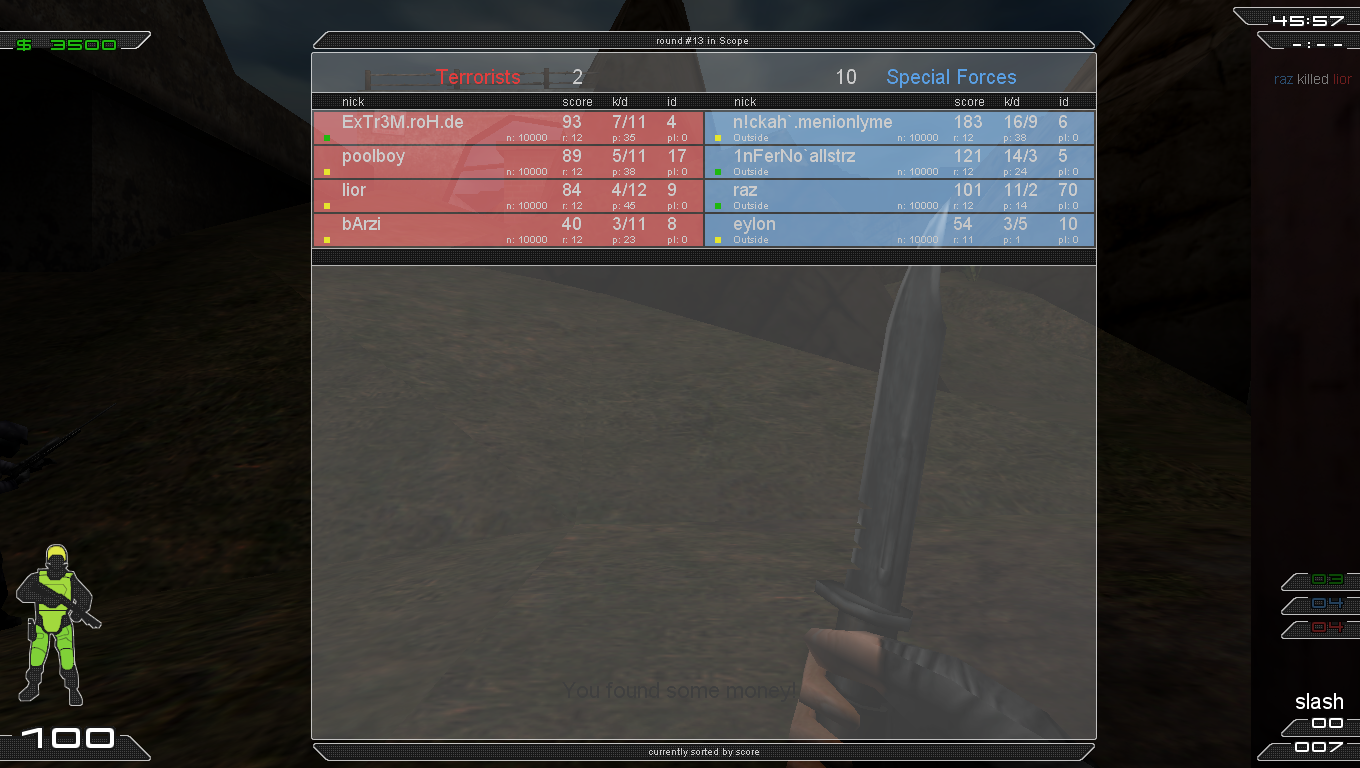 45:57
$ 3500
-:--
round #13 in Scope
Terrorists 2 10 Special Forces
raz killed lior
nick score k/d id nick score k/d id
ExTr3M.roH.de 93 7/11 4
n: 10000 r: 12 p: 35 pl: 0
n!ckah`.menionlyme 183 16/9 6
Outside n: 10000 r: 12 p: 38 pl: 0
poolboy 89 5/11 17
n: 10000 r: 12 p: 38 pl: 0
1nFerNo`allstrz 121 14/3 5
Outside n: 10000 r: 12 p: 24 pl: 0
lior 84 4/12 9
n: 10000 r: 12 p: 45 pl: 0
raz 101 11/2 70
Outside n: 10000 r: 12 p: 14 pl: 0
bArzi 40 3/11 8
n: 10000 r: 12 p: 23 pl: 0
eylon 54 3/5 10
Outside n: 10000 r: 11 p: 1 pl: 0
03
04
04
You found some money!
slash
00
100
007
currently sorted by score